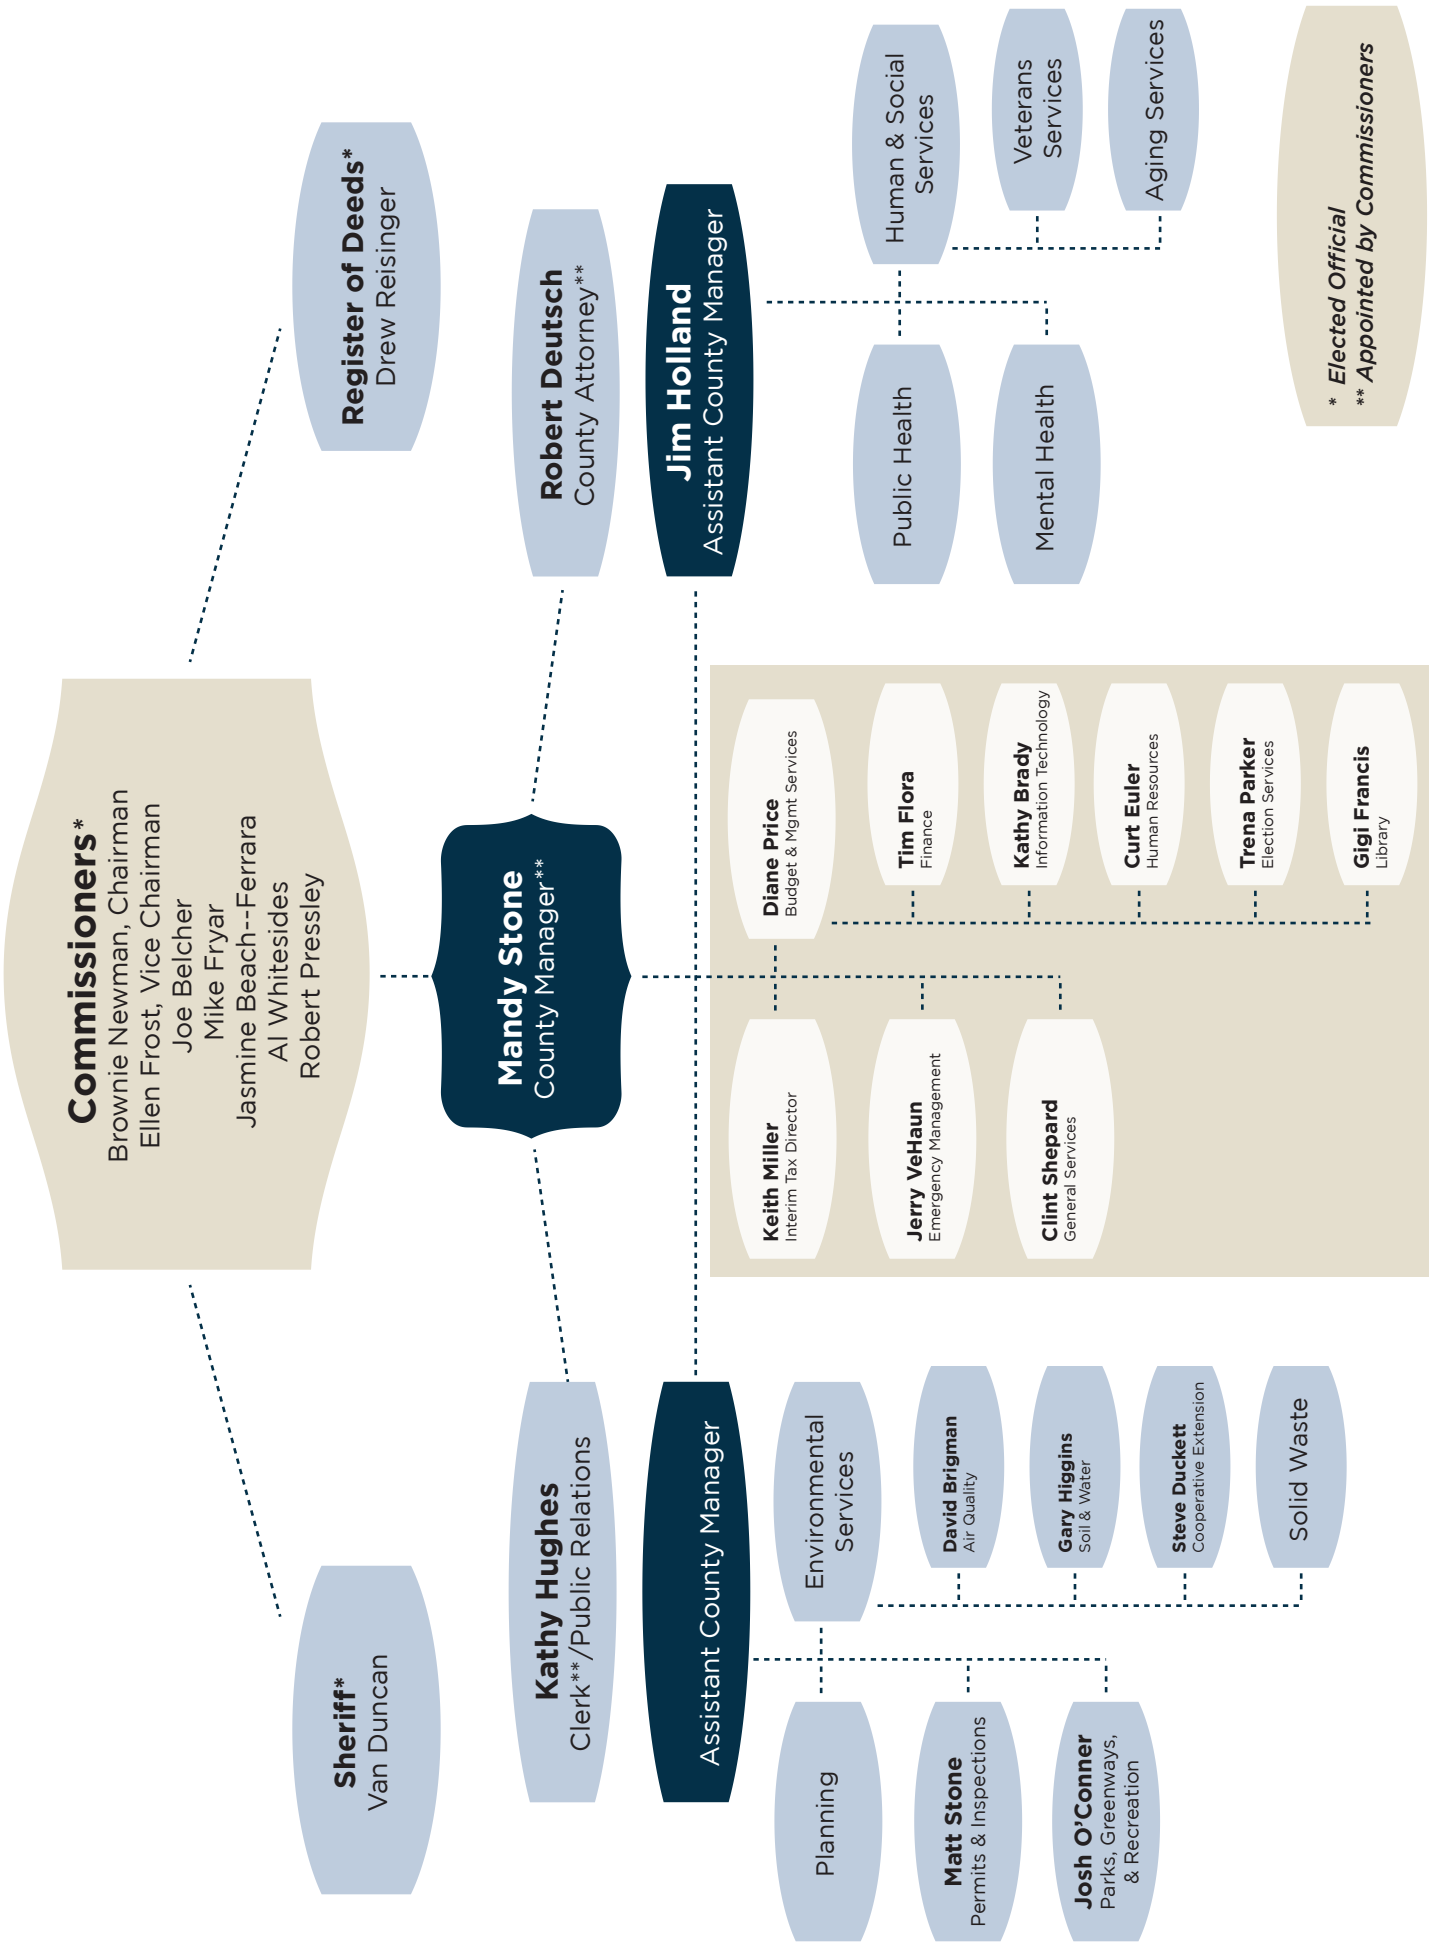 Commissioners*
Brownie Newman, Chairman
Ellen Frost, Vice Chairman
Joe Belcher
Mike Fryar
Jasmine Beach--Ferrara
Al Whitesides
Robert Pressley
Sheriff*
Van Duncan
Register of Deeds*
Drew Reisinger
Mandy Stone
County Manager**
Kathy Hughes
Clerk**/Public Relations
Robert Deutsch
County Attorney**
Assistant County Manager
Jim Holland
Assistant County Manager
Planning
Matt Stone
Permits & Inspections
Josh O’Conner
Parks, Greenways,
& Recreation
Environmental
Services
David Brigman
Air Quality
Gary Higgins
Soil & Water
Steve Duckett
Cooperative Extension
Solid Waste
Keith Miller
Interim Tax Director
Jerry VeHaun
Emergency Management
Clint Shepard
General Services
Diane Price
Budget & Mgmt Services
Tim Flora
Finance
Kathy Brady
Information Technology
Curt Euler
Human Resources
Trena Parker
Election Services
Gigi Francis
Library
Public Health
Mental Health
Human & Social
Services
Veterans
Services
Aging Services
* Elected Official
** Appointed by Commissioners